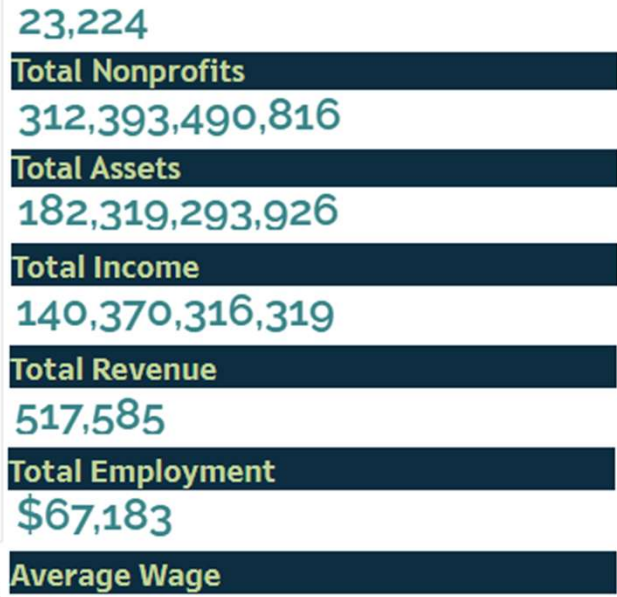 23,224
Total Nonprofits
312,393,490,816
Total Assets
182,319,293,926
Total Income
140,370,316,319
Total Revenue
517,585
Total Employment
$67,183
Average Wage